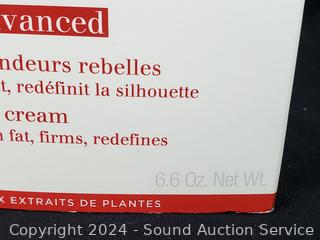 vanced
ndeurs rebelles
t, redéfinit la silhouette
cream
n fat, firms, redefines
6.6 Oz. Net Wt.
X EXTRAITS DE PLANTES
Copyright 2024 - Sound Auction Service